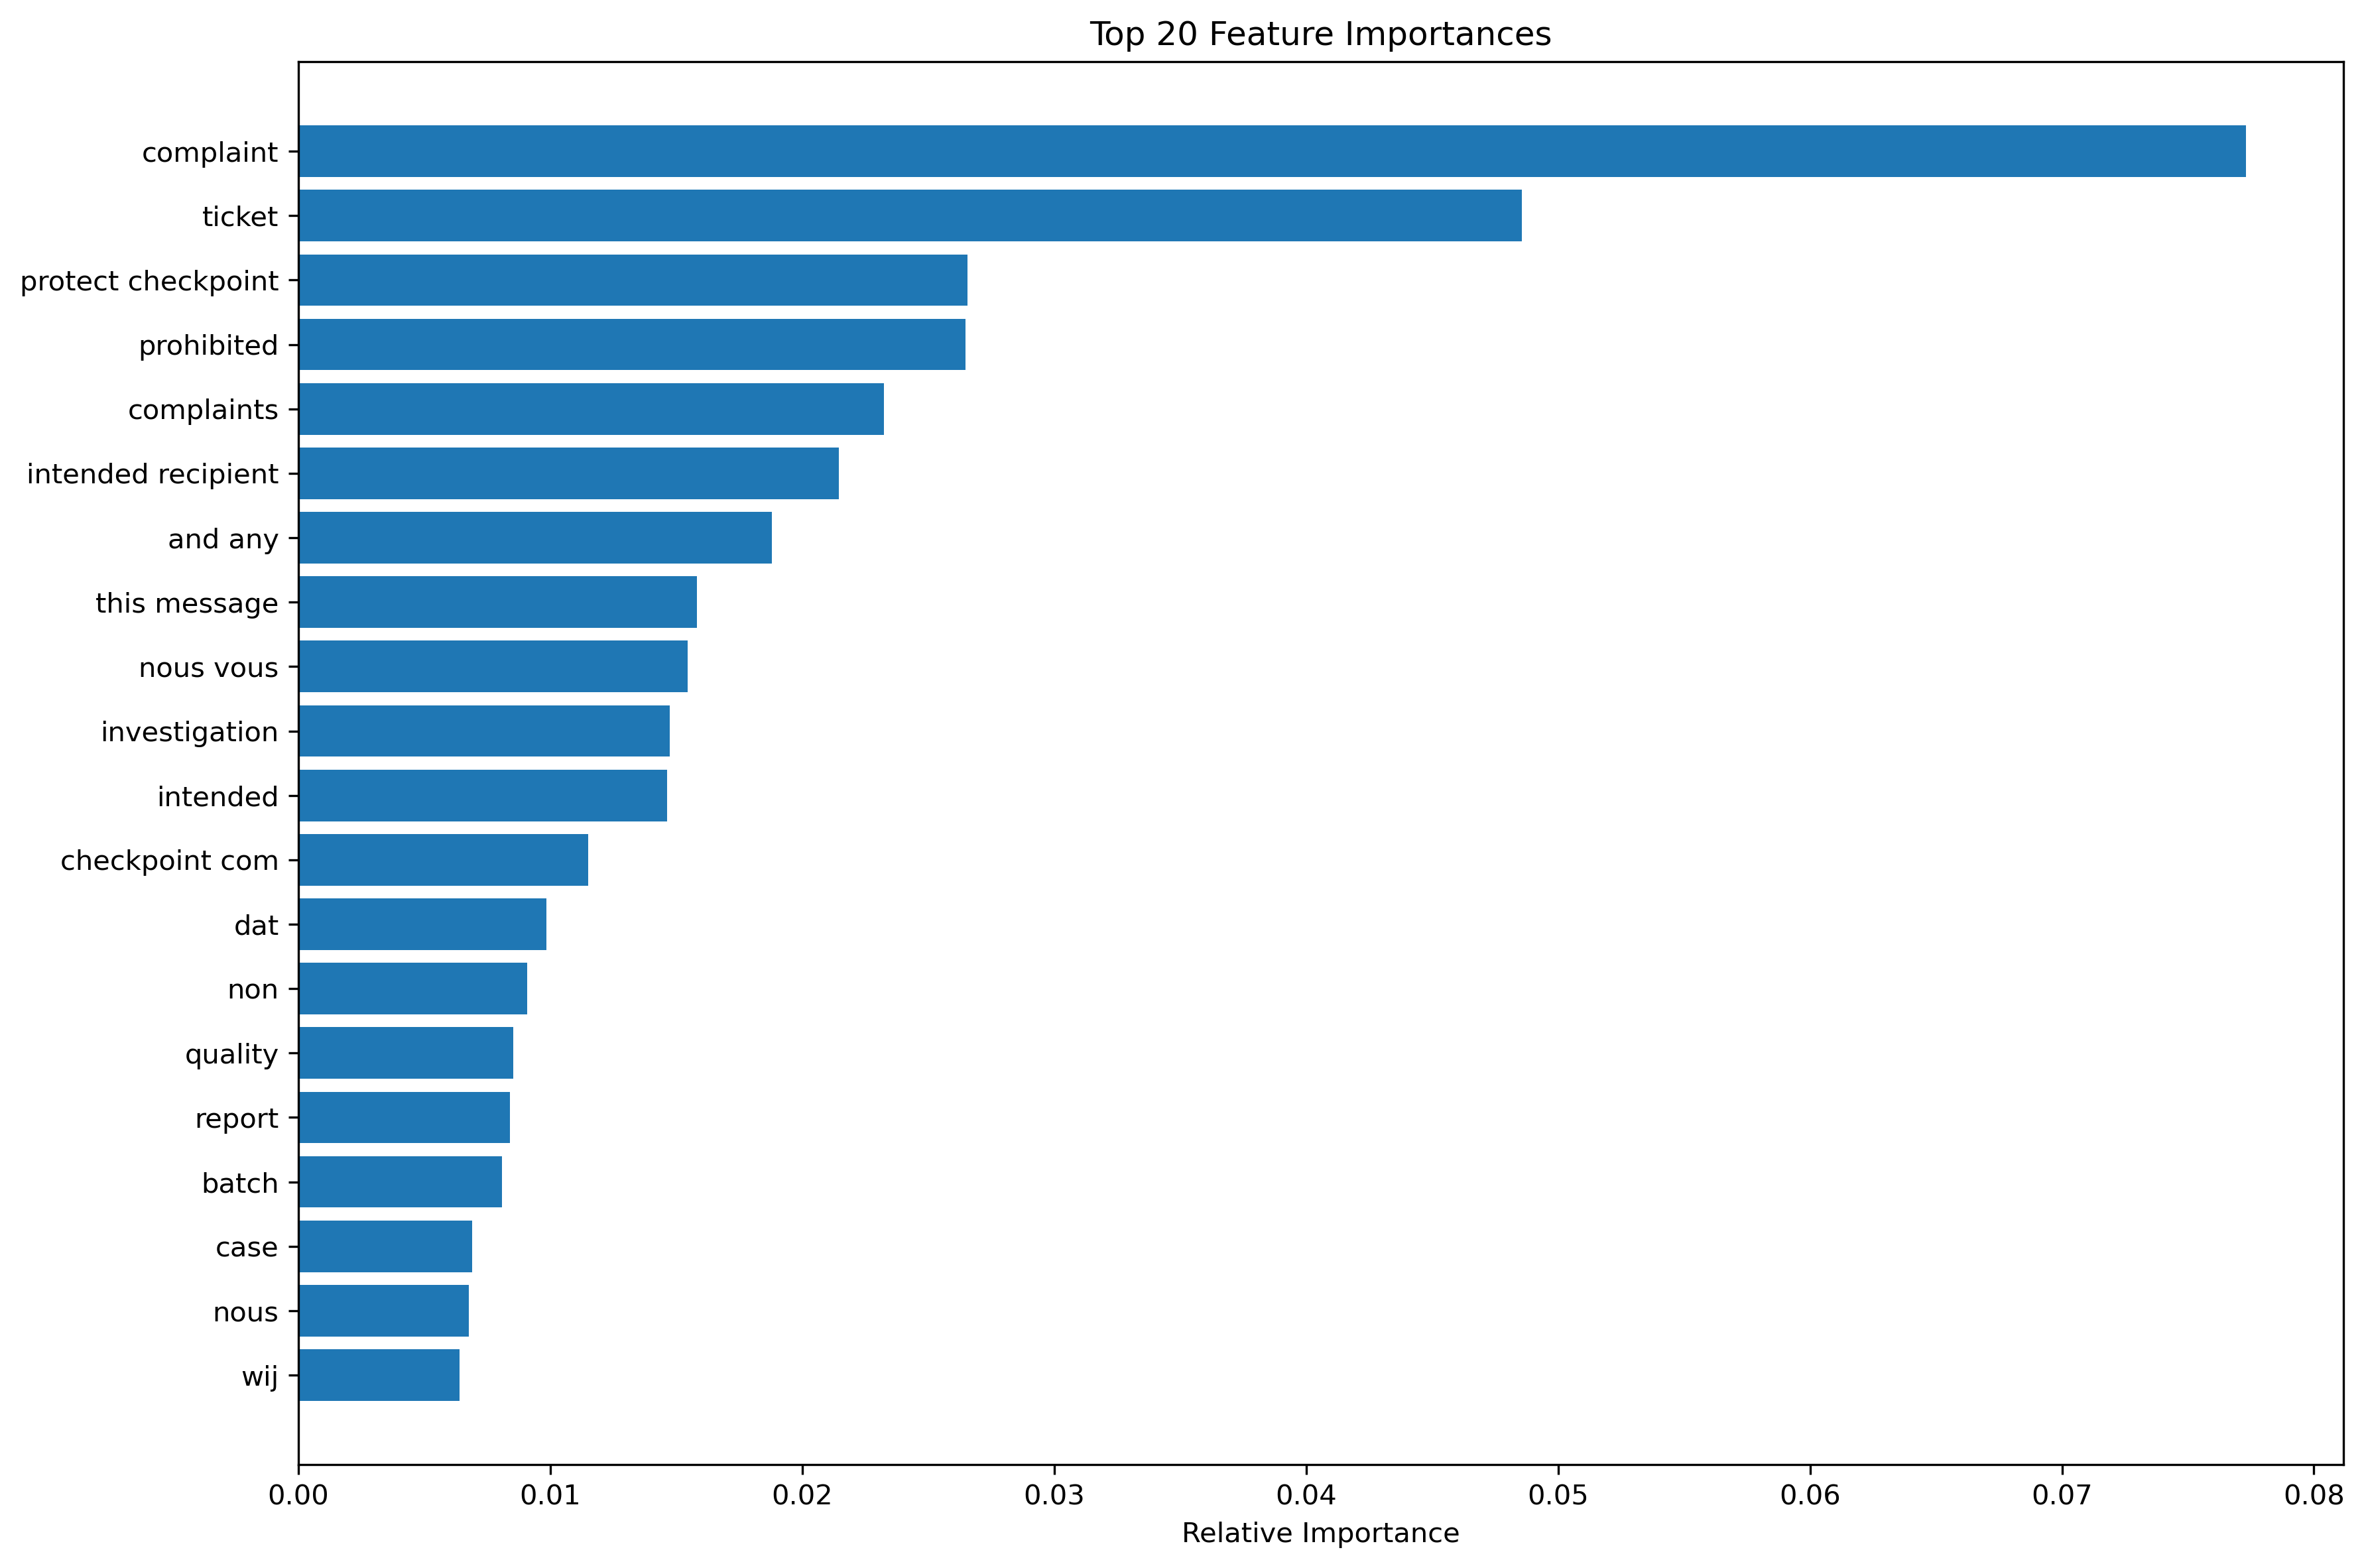 Top 20 Feature Importances
complaint
ticket
protect checkpoint
prohibited
complaints
intended recipient
and any
this message
nous vous
investigation
intended
checkpoint com
dat
non
quality
report
batch
case
nous
wij
0.00 0.01 0.02 0.03 0.04 0.05 0.06 0.07 0.08
Relative Importance